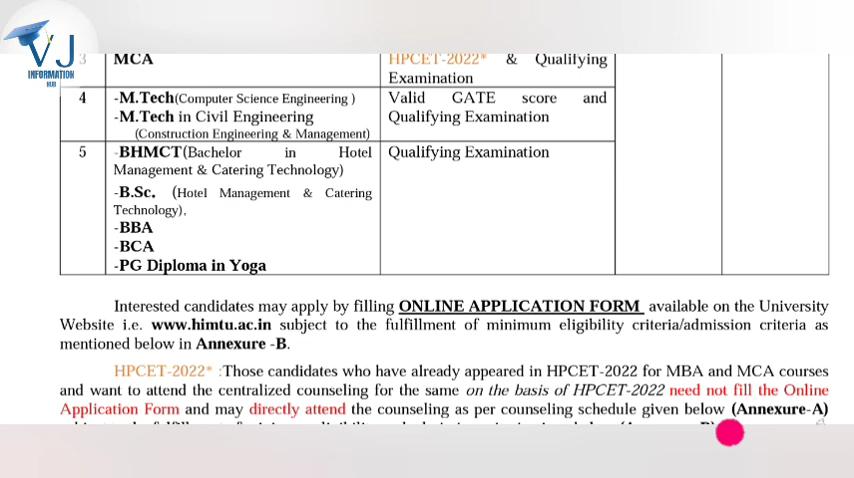 VJ
INFORMATION
HUB
3 MCA HPCET-2022* & Qualifying
Examination
4 -M.Tech(Computer Science Engineering ) Valid GATE score and
-M.Tech in Civil Engineering Qualifying Examination
(Construction Engineering & Management)
5 -BHMCT(Bachelor in Hotel Qualifying Examination
Management & Catering Technology)
-B.Sc. (Hotel Management & Catering
Technology),
-BBA
-BCA
-PG Diploma in Yoga
Interested candidates may apply by filling ONLINE APPLICATION FORM available on the University
Website i.e. www.himtu.ac.in subject to the fulfillment of minimum eligibility criteria/admission criteria as
mentioned below in Annexure -B.
HPCET-2022* :Those candidates who have already appeared in HPCET-2022 for MBA and MCA courses
and want to attend the centralized counseling for the same on the basis of HPCET-2022 need not fill the Online
Application Form and may directly attend the counseling as per counseling schedule given below (Annexure-A)